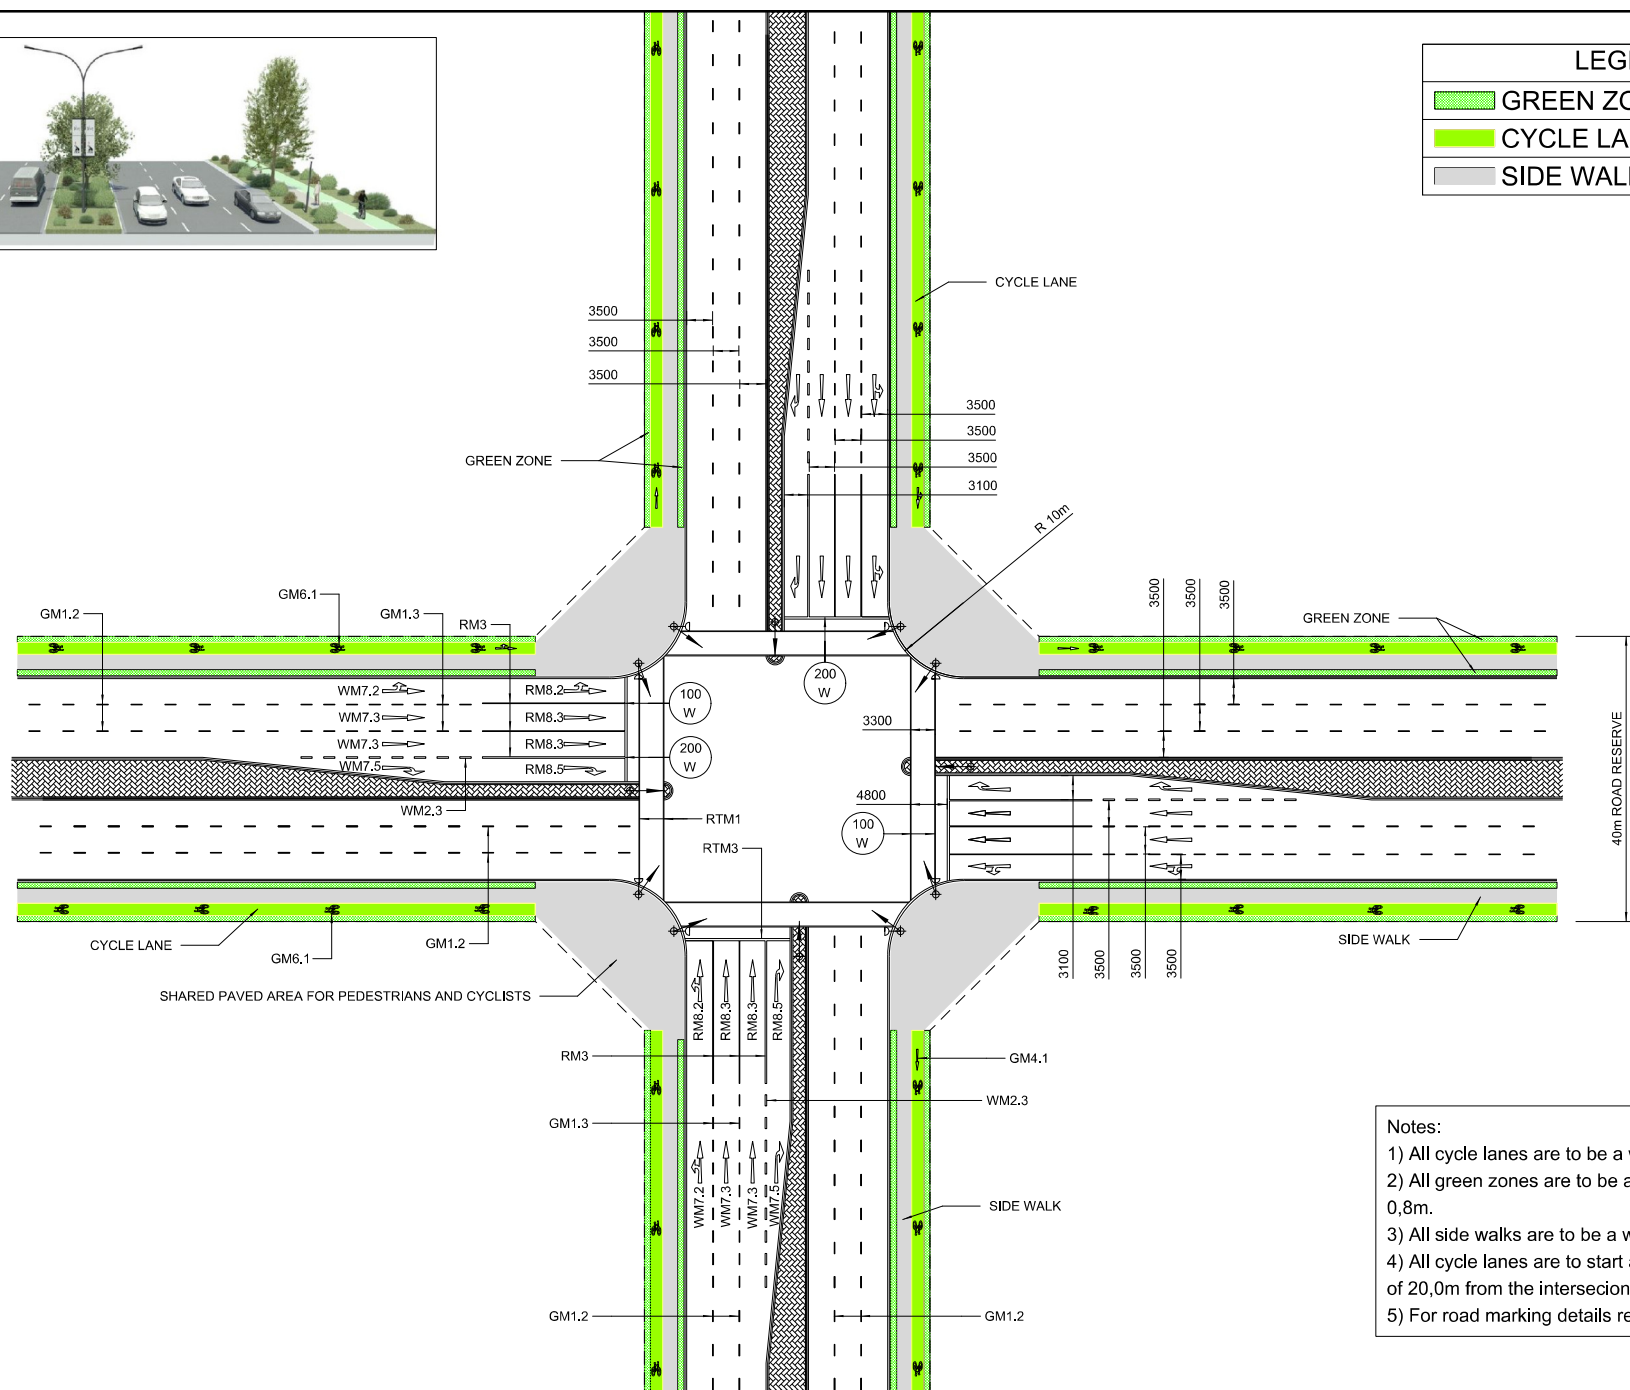 LEG
GREEN ZO
CYCLE LA
SIDE WAL
CYCLE LANE
3500
3500
3500
3500
3500
3500
3100
GREEN ZONE
R 10m
3500
3500
3500
GM6.1
GM1.2
GM1.3
RM3
GREEN ZONE
WM7.2
RM8.2
100
W
200
W
WM7.3
RM8.3
3300
WM7.3
RM8.3
200
W
WM7.5
RM8.5
40m ROAD RESERVE
WM2.3
RTM1
4800
100
W
RTM3
CYCLE LANE
GM6.1
GM1.2
SIDE WALK
3100
3500
3500
3500
SHARED PAVED AREA FOR PEDESTRIANS AND CYCLISTS
RM8.2
RM8.3
RM8.3
RM8.5
RM3
GM4.1
WM2.3
GM1.3
WM7.2
WM7.3
WM7.3
WM7.5
SIDE WALK
GM1.2
GM1.2
Notes:
1) All cycle lanes are to be a
2) All green zones are to be a
0,8m.
3) All side walks are to be a w
4) All cycle lanes are to start
of 20,0m from the intersecion
5) For road marking details re